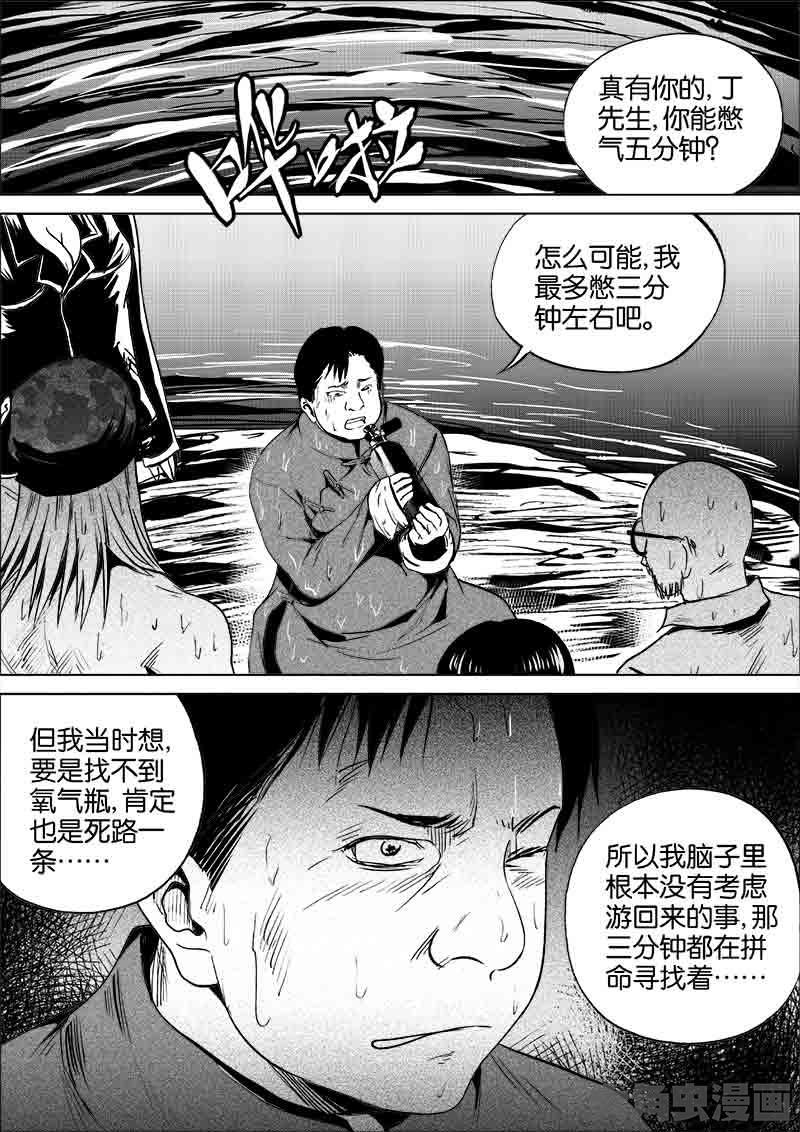 真有你的,丁
先生,你能憋
气五分钟?
哗啦
怎么可能,我
最多憋三分
钟左右吧。
但我当时想,
要是找不到
氧气瓶,肯定
也是死路一
条……
所以我脑子里
根本没有考虑
游回来的事,那
三分钟都在拼
命寻找着……
角虫漫画